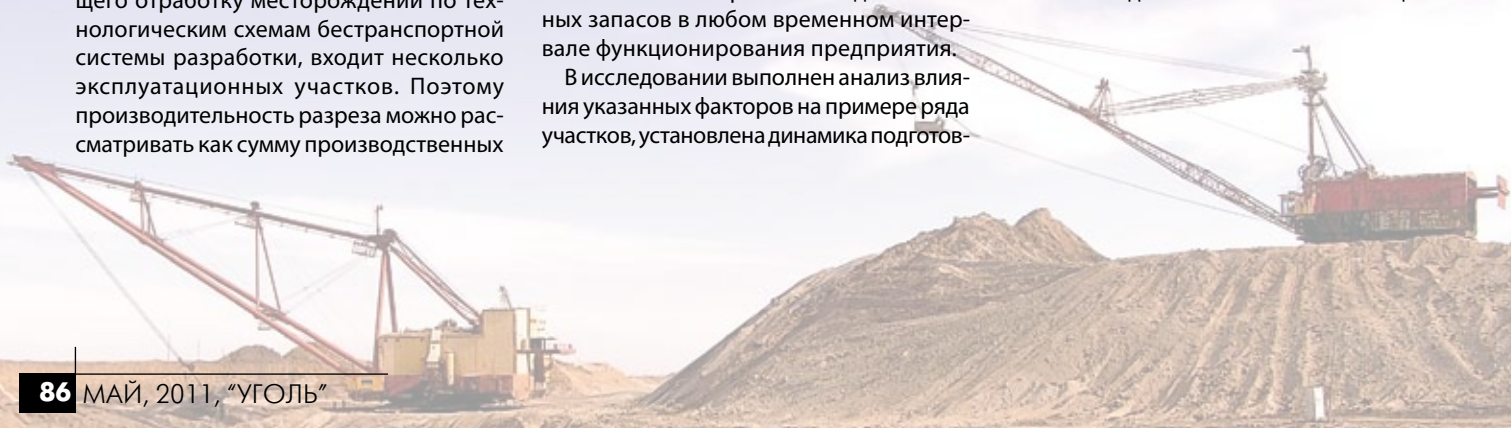 щего отработку месторождений по тех-
нологическим схемам бестранспортной
системы разработки, входит несколько
эксплуатационных участков. Поэтому
производительность разреза можно рас-
сматривать как сумму производственных
ных запасов в любом временном интер-
вале функционирования предприятия.
В исследовании выполнен анализ влия-
ния указанных факторов на примере ряда
участков, установлена динамика подготов-
86 МАЙ, 2011, “УГОЛЬ”